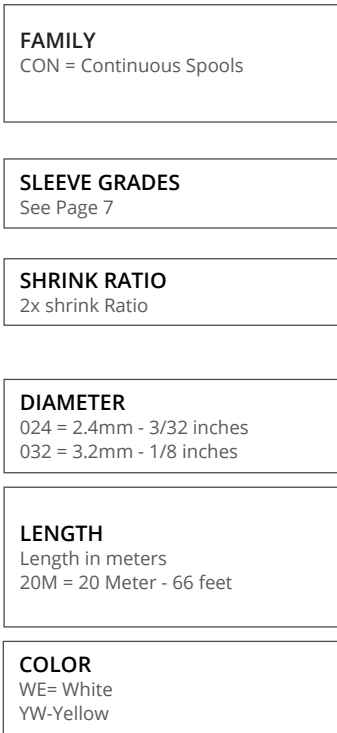 FAMILY
CON = Continuous Spools
SLEEVE GRADES
See Page 7
SHRINK RATIO
2x shrink Ratio
DIAMETER
024 = 2.4mm - 3/32 inches
032 = 3.2mm - 1/8 inches
LENGTH
Length in meters
20M = 20 Meter - 66 feet
COLOR
WE= White
YW-Yellow